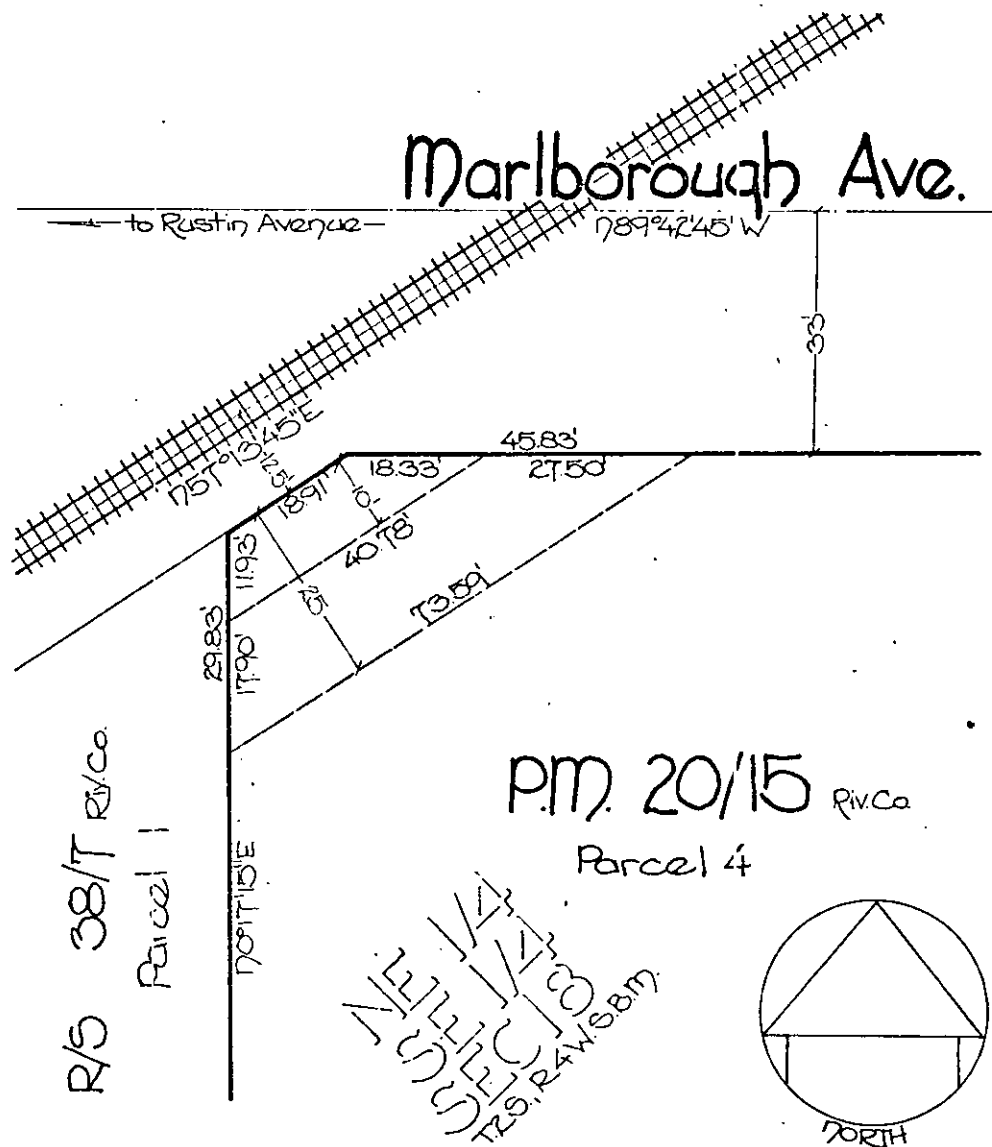 Marlborough Ave.
to Rustin Avenue
N89°42'45" W
33'
N57°13'45"E
12.5'
18.91'
45.83'
18.33'
27.50'
10'
40.78'
25'
73.59'
11.93'
29.83'
17.90'
P.M. 20/15 Riv.Co.
Parcel 4
R/S 38/7 Riv.Co.
Parcel 1
N0°17'15"E
NE 1/4
SE 1/4
SEC
T.2S., R.4W. S.B.M.
NORTH